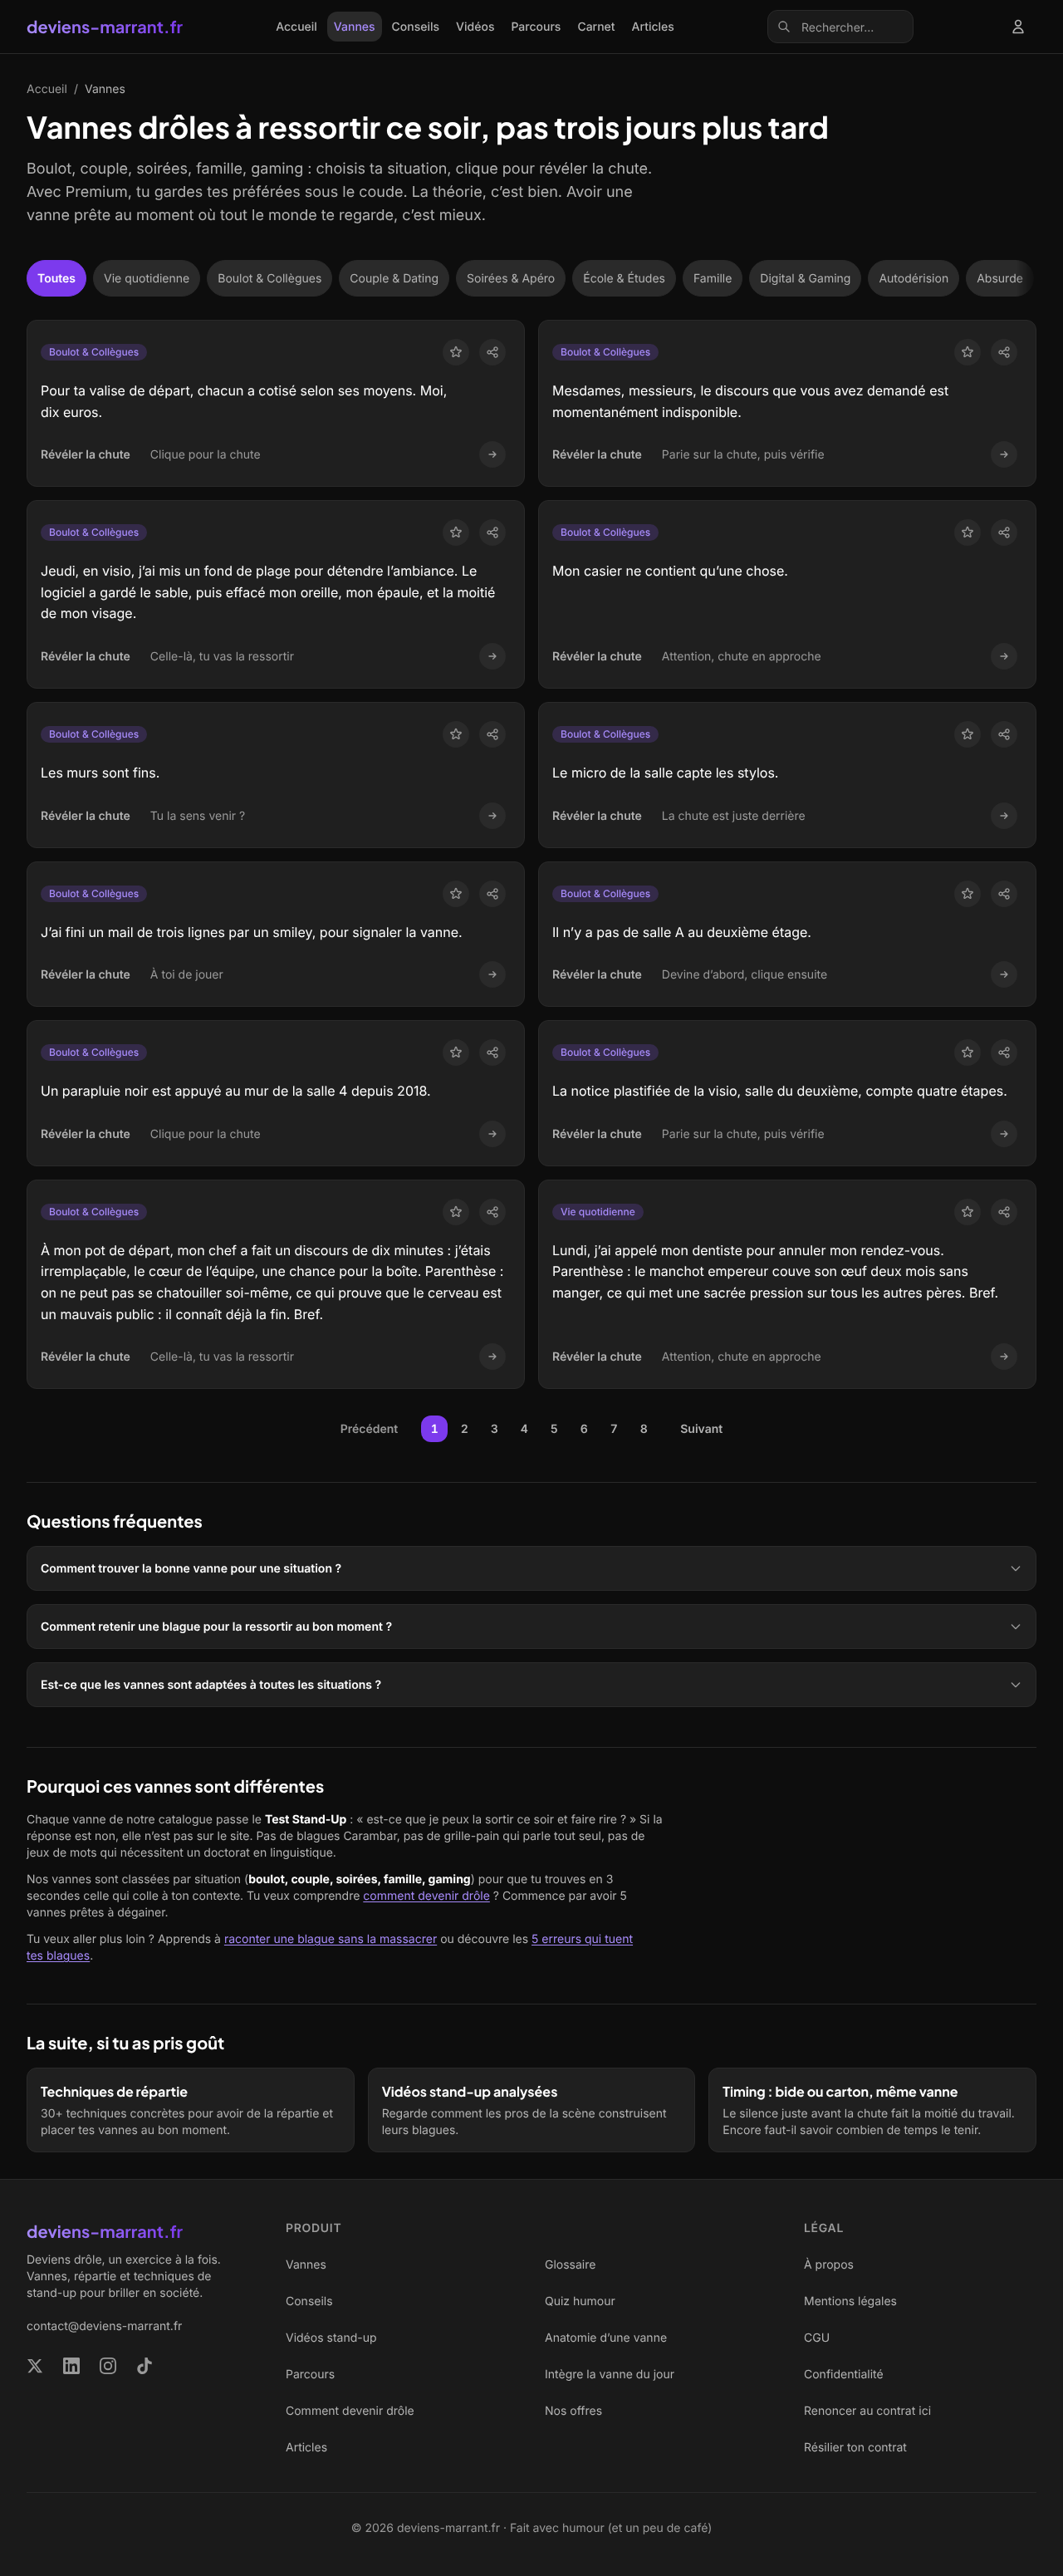 deviens-marrant.fr
Accueil
Vannes
Conseils
Vidéos
Parcours
Carnet
Articles
Rechercher...
Accueil / Vannes
Vannes drôles à ressortir ce soir, pas trois jours plus tard
Boulot, couple, soirées, famille, gaming : choisis ta situation, clique pour révéler la chute.
Avec Premium, tu gardes tes préférées sous le coude. La théorie, c’est bien. Avoir une
vanne prête au moment où tout le monde te regarde, c’est mieux.
Toutes
Vie quotidienne
Boulot & Collègues
Couple & Dating
Soirées & Apéro
École & Études
Famille
Digital & Gaming
Autodérision
Absurde
Boulot & Collègues
Pour ta valise de départ, chacun a cotisé selon ses moyens. Moi,
dix euros.
Révéler la chute
Clique pour la chute
Boulot & Collègues
Mesdames, messieurs, le discours que vous avez demandé est
momentanément indisponible.
Révéler la chute
Parie sur la chute, puis vérifie
Boulot & Collègues
Jeudi, en visio, j’ai mis un fond de plage pour détendre l’ambiance. Le
logiciel a gardé le sable, puis effacé mon oreille, mon épaule, et la moitié
de mon visage.
Révéler la chute
Celle-là, tu vas la ressortir
Boulot & Collègues
Mon casier ne contient qu’une chose.
Révéler la chute
Attention, chute en approche
Boulot & Collègues
Les murs sont fins.
Révéler la chute
Tu la sens venir ?
Boulot & Collègues
Le micro de la salle capte les stylos.
Révéler la chute
La chute est juste derrière
Boulot & Collègues
J’ai fini un mail de trois lignes par un smiley, pour signaler la vanne.
Révéler la chute
À toi de jouer
Boulot & Collègues
Il n’y a pas de salle A au deuxième étage.
Révéler la chute
Devine d’abord, clique ensuite
Boulot & Collègues
Un parapluie noir est appuyé au mur de la salle 4 depuis 2018.
Révéler la chute
Clique pour la chute
Boulot & Collègues
La notice plastifiée de la visio, salle du deuxième, compte quatre étapes.
Révéler la chute
Parie sur la chute, puis vérifie
Boulot & Collègues
À mon pot de départ, mon chef a fait un discours de dix minutes : j’étais
irremplaçable, le cœur de l’équipe, une chance pour la boîte. Parenthèse :
on ne peut pas se chatouiller soi-même, ce qui prouve que le cerveau est
un mauvais public : il connaît déjà la fin. Bref.
Révéler la chute
Celle-là, tu vas la ressortir
Vie quotidienne
Lundi, j’ai appelé mon dentiste pour annuler mon rendez-vous.
Parenthèse : le manchot empereur couve son œuf deux mois sans
manger, ce qui met une sacrée pression sur tous les autres pères. Bref.
Révéler la chute
Attention, chute en approche
Précédent 1 2 3 4 5 6 7 8 Suivant
Questions fréquentes
Comment trouver la bonne vanne pour une situation ?
Comment retenir une blague pour la ressortir au bon moment ?
Est-ce que les vannes sont adaptées à toutes les situations ?
Pourquoi ces vannes sont différentes
Chaque vanne de notre catalogue passe le Test Stand-Up : « est-ce que je peux la sortir ce soir et faire rire ? » Si la
réponse est non, elle n’est pas sur le site. Pas de blagues Carambar, pas de grille-pain qui parle tout seul, pas de
jeux de mots qui nécessitent un doctorat en linguistique.
Nos vannes sont classées par situation (boulot, couple, soirées, famille, gaming) pour que tu trouves en 3
secondes celle qui colle à ton contexte. Tu veux comprendre comment devenir drôle ? Commence par avoir 5
vannes prêtes à dégainer.
Tu veux aller plus loin ? Apprends à raconter une blague sans la massacrer ou découvre les 5 erreurs qui tuent
tes blagues.
La suite, si tu as pris goût
Techniques de répartie
30+ techniques concrètes pour avoir de la répartie et
placer tes vannes au bon moment.
Vidéos stand-up analysées
Regarde comment les pros de la scène construisent
leurs blagues.
Timing : bide ou carton, même vanne
Le silence juste avant la chute fait la moitié du travail.
Encore faut-il savoir combien de temps le tenir.
deviens-marrant.fr
Deviens drôle, un exercice à la fois.
Vannes, répartie et techniques de
stand-up pour briller en société.
contact@deviens-marrant.fr
PRODUIT
Vannes
Conseils
Vidéos stand-up
Parcours
Comment devenir drôle
Articles
Glossaire
Quiz humour
Anatomie d’une vanne
Intègre la vanne du jour
Nos offres
LÉGAL
À propos
Mentions légales
CGU
Confidentialité
Renoncer au contrat ici
Résilier ton contrat
© 2026 deviens-marrant.fr · Fait avec humour (et un peu de café)